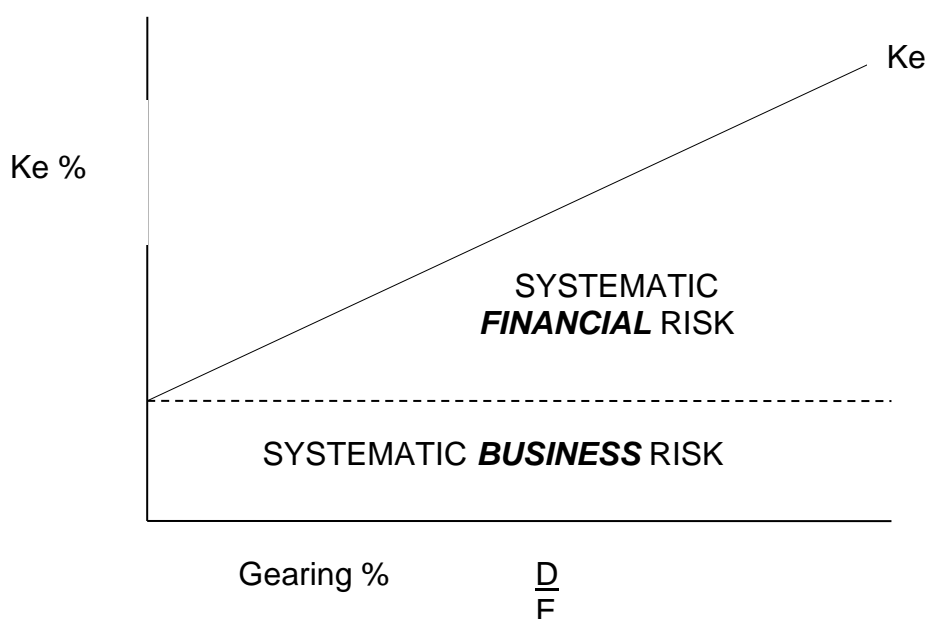 Ke
Ke %
SYSTEMATIC
FINANCIAL RISK
SYSTEMATIC BUSINESS RISK
Gearing %
D
E